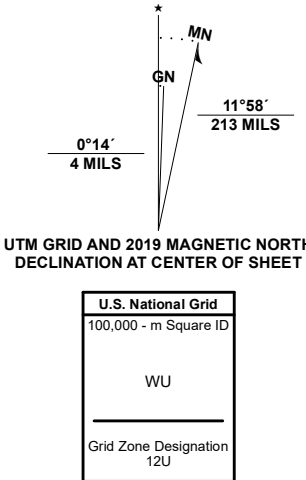 MN
GN
11°58´
213 MILS
0°14´
4 MILS
UTM GRID AND 2019 MAGNETIC NORTH
DECLINATION AT CENTER OF SHEET
U.S. National Grid
100,000 - m Square ID
WU
Grid Zone Designation
12U